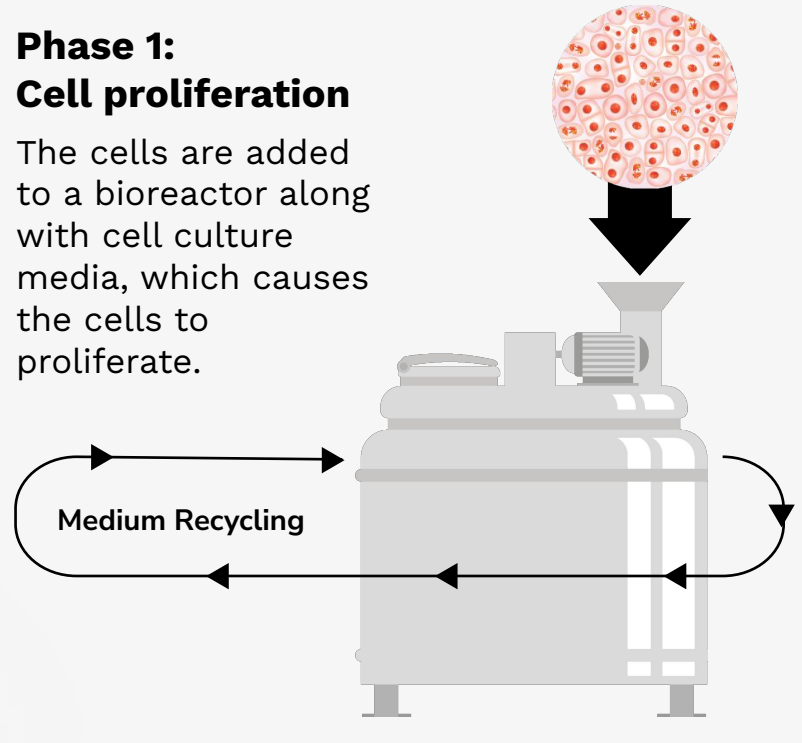 Phase 1:
Cell proliferation
The cells are added
to a bioreactor along
with cell culture
media, which causes
the cells to
proliferate.
Medium Recycling